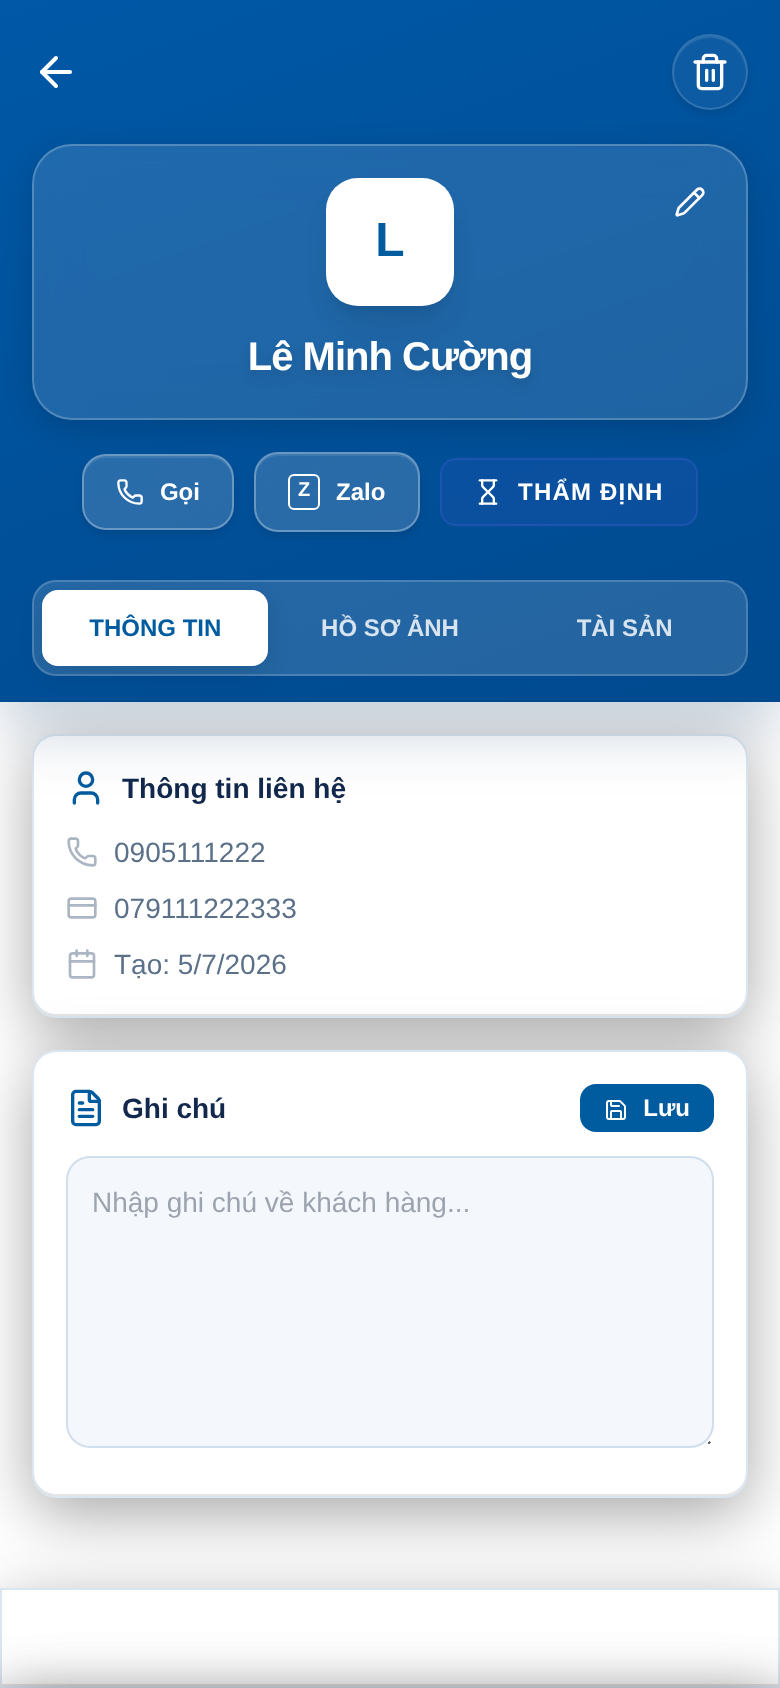 L
Lê Minh Cường
Gọi
Z Zalo
THẨM ĐỊNH
THÔNG TIN
HỒ SƠ ẢNH
TÀI SẢN
Thông tin liên hệ
0905111222
079111222333
Tạo: 5/7/2026
Ghi chú
Lưu
Nhập ghi chú về khách hàng...